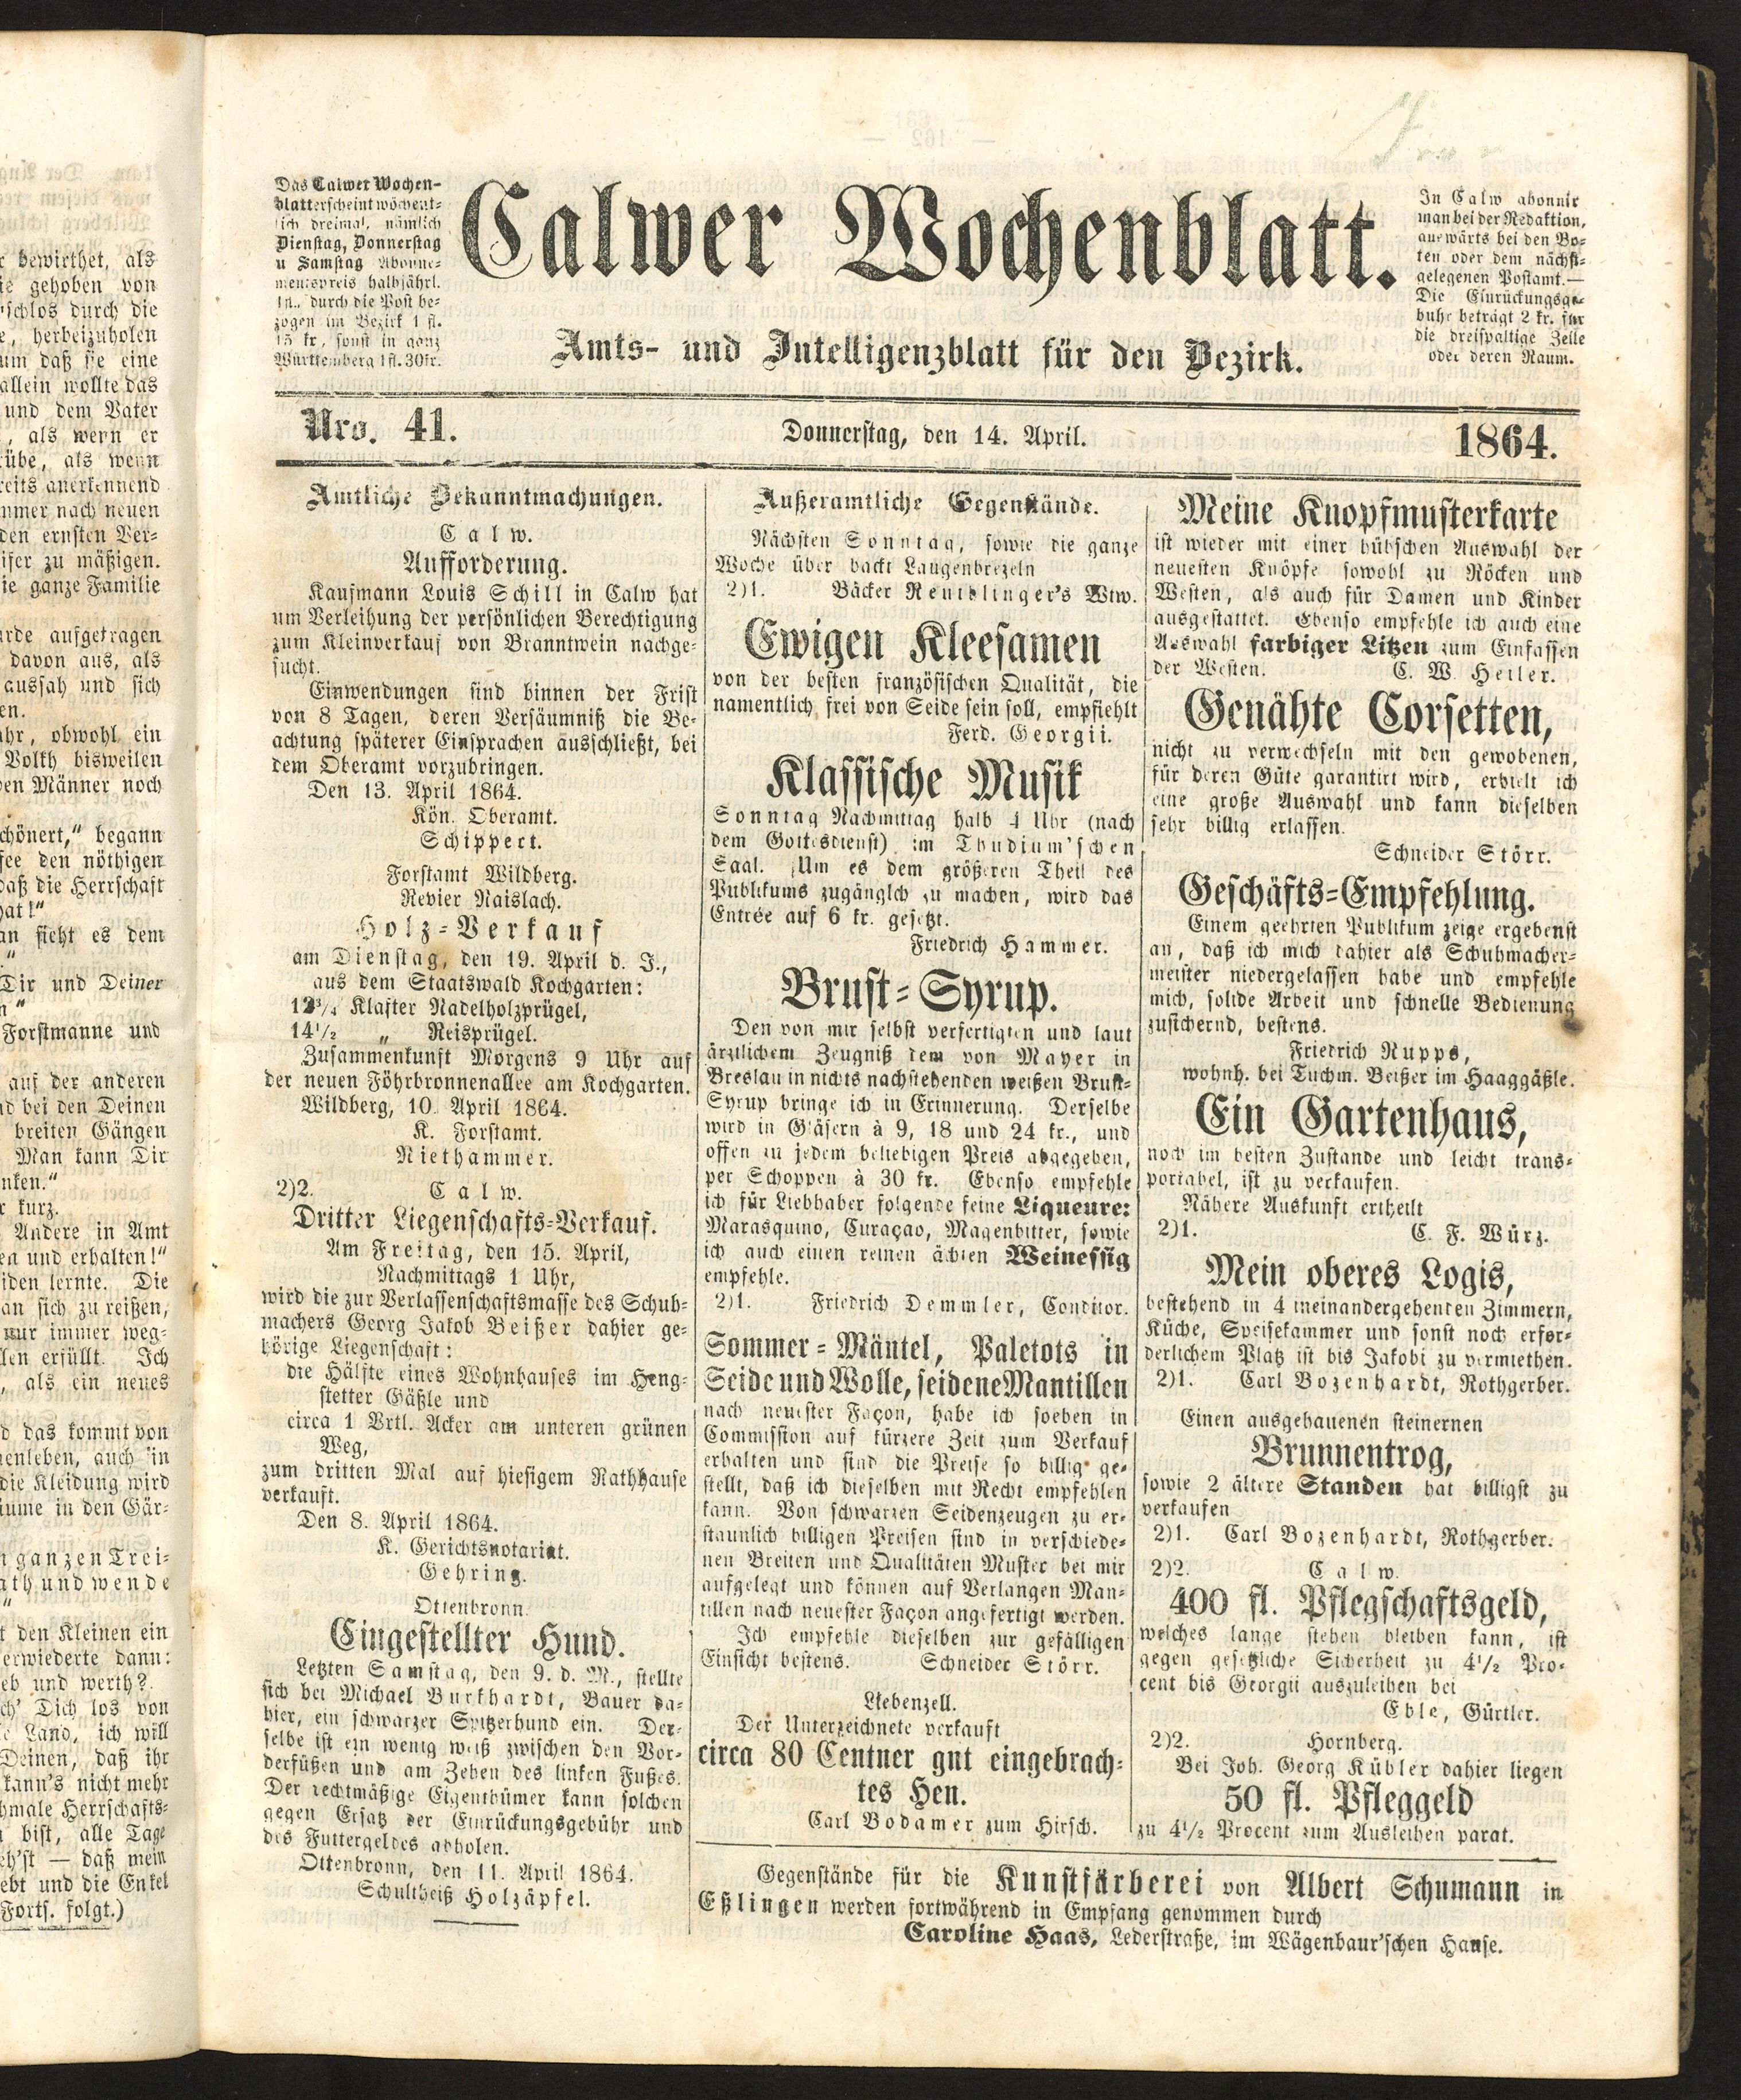 Das Calwer Wochen-
blatt erscheint wöchent-
lich dreimal, nämlich
Dienstag, Donnerstag
u Samstag Abonne-
mentspreis halbjährl.
1fl., durch die Post be-
zogen im Bezirk 1 fl.
15 kr, sonst in ganz
Württemberg 1fl. 30kr.
Calwer Wochenblatt.
Amts- und Intelligenzblatt für den Bezirk.
In Calw abonnir
man bei der Redaktion,
auswärts bei den Bo-
ten oder dem nächst-
gelegenen Postamt.—
Die Einrückungsge-
buhr beträgt 2 kr. für
die dreispaltige Zeile
oder deren Raum.
Nro. 41.
Donnerstag, den 14. April.
1864.
Amtliche Bekanntmachungen.
Calw.
Aufforderung.
Kaufmann Louis Schill in Calw hat
um Verleihung der persönlichen Berechtigung
zum Kleinverkauf von Branntwein nachge-
sucht.
Einwendungen sind binnen der Frist
von 8 Tagen, deren Versäumniß die Be-
achtung späterer Einsprachen ausschließt, bei
dem Oberamt vorzubringen.
Den 13. April 1864.
Kön. Oberamt.
Schippert.
Forstamt Wildberg.
Revier Naislach.
Holz-Verkauf
am Dienstag, den 19. April d. J.,
aus dem Staatswald Kochgarten:
12³/₄ Klafter Nadelholzprügel,
14¹/₂ „ Reisprügel.
Zusammenkunft Morgens 9 Uhr auf
der neuen Föhrbronnenallee am Kochgarten.
Wildberg, 10. April 1864.
K. Forstamt.
Niethammer.
2)2. Calw.
Dritter Liegenschafts-Verkauf.
Am Freitag, den 15. April,
Nachmittags 1 Uhr,
wird die zur Verlassenschaftsmasse des Schuh-
machers Georg Jakob Beißer dahier ge-
hörige Liegenschaft:
die Hälfte eines Wohnhauses im Heng-
stetter Gäßle und
circa 1 Vrtl. Acker am unteren grünen
Weg,
zum dritten Mal auf hiesigem Rathhause
verkauft.
Den 8. April 1864.
K. Gerichtsnotariat.
Gehring.
Ottenbronn.
Eingestellter Hund.
Letzten Samstag, den 9. d. M., stellte
sich bei Michael Burkhardt, Bauer da-
hier, ein schwarzer Spitzerhund ein. Der-
selbe ist ein wenig weiß zwischen den Vor-
derfüßen und am Zehen des linken Fußes.
Der rechtmäßige Eigenthümer kann solchen
gegen Ersatz der Einrückungsgebühr und
des Futtergeldes abholen.
Ottenbronn, den 11. April 1864.
Schultheiß Holzäpfel.
Außeramtliche Gegenstände.
Nächsten Sonntag, sowie die ganze
Woche über backt Laugenbrezeln
2)1. Bäcker Reutlinger's Wtw.
Ewigen Kleesamen
von der besten französischen Qualität, die
namentlich frei von Seide sein soll, empfiehlt
Ferd. Georgii.
Klassische Musik
Sonntag Nachmittag halb 4 Uhr (nach
dem Gottesdienst) im Thudium'schen
Saal. Um es dem größeren Theil des
Publikums zugänglch zu machen, wird das
Entrée auf 6 kr. gesetzt.
Friedrich Hammer.
Brust-Syrup.
Den von mir selbst verfertigten und laut
ärztlichem Zeugniß dem von Mayer in
Breslau in nichts nachstehenden weißen Brust-
Syrup bringe ich in Erinnerung. Derselbe
wird in Gläsern à 9, 18 und 24 kr., und
offen in jedem beliebigen Preis abgegeben,
per Schoppen à 30 kr. Ebenso empfehle
ich für Liebhaber folgende feine Liqueure:
Marasquino, Curaçao, Magenbitter, sowie
ich auch einen reinen ächten Weinessig
empfehle.
2)1. Friedrich Demmler, Conditor.
Sommer-Mäntel, Paletots in
Seide und Wolle, seidene Mantillen
nach neuester Façon, habe ich soeben in
Commission auf kürzere Zeit zum Verkauf
erhalten und sind die Preise so billig ge-
stellt, daß ich dieselben mit Recht empfehlen
kann. Von schwarzen Seidenzeugen zu er-
staunlich billigen Preisen sind in verschiede-
nen Breiten und Qualitäten Muster bei mir
aufgelegt und können auf Verlangen Man-
tillen nach neuester Façon angefertigt werden.
Ich empfehle dieselben zur gefälligen
Einsicht bestens. Schneider Störr.
Liebenzell.
Der Unterzeichnete verkauft
circa 80 Centner gut eingebrach-
tes Heu.
Carl Bodamer zum Hirsch.
Meine Knopfmusterkarte
ist wieder mit einer hübschen Auswahl der
neuesten Knöpfe sowohl zu Röcken und
Westen, als auch für Damen und Kinder
ausgestattet. Ebenso empfehle ich auch eine
Auswahl farbiger Litzen zum Einfassen
der Westen. C. W. Heiler.
Genähte Corsetten,
nicht zu verwechseln mit den gewobenen,
für deren Güte garantirt wird, erhielt ich
eine große Auswahl und kann dieselben
sehr billig erlassen.
Schneider Störr.
Geschäfts-Empfehlung.
Einem geehrten Publikum zeige ergebenst
an, daß ich mich dahier als Schuhmacher-
meister niedergelassen habe und empfehle
mich, solide Arbeit und schnelle Bedienung
zusichernd, bestens.
Friedrich Rupps,
wohnh. bei Tuchm. Beißer im Haaggäßle.
Ein Gartenhaus,
noch im besten Zustande und leicht trans-
portabel, ist zu verkaufen.
Nähere Auskunft ertheilt
2)1. C. F. Würz.
Mein oberes Logis,
bestehend in 4 ineinandergehenden Zimmern,
Küche, Speisekammer und sonst noch erfor-
derlichem Platz ist bis Jakobi zu vermiethen.
2)1. Carl Bozenhardt, Rothgerber.
Einen ausgehauenen steinernen
Brunnentrog,
sowie 2 ältere Standen hat billigst zu
verkaufen
2)1. Carl Bozenhardt, Rothgerber.
2)2. Calw.
400 fl. Pflegschaftsgeld,
welches lange stehen bleiben kann, ist
gegen gesetzliche Sicherheit zu 4¹/₂ Pro-
cent bis Georgii auszuleihen bei
Eble, Gürtler.
2)2. Hornberg.
Bei Joh. Georg Kübler dahier liegen
50 fl. Pfleggeld
zu 4¹/₂ Procent zum Ausleihen parat.
Gegenstände für die Kunstfärberei von Albert Schumann in
Eßlingen werden fortwährend in Empfang genommen durch
Caroline Haas, Lederstraße, im Wägenbaur'schen Hause.